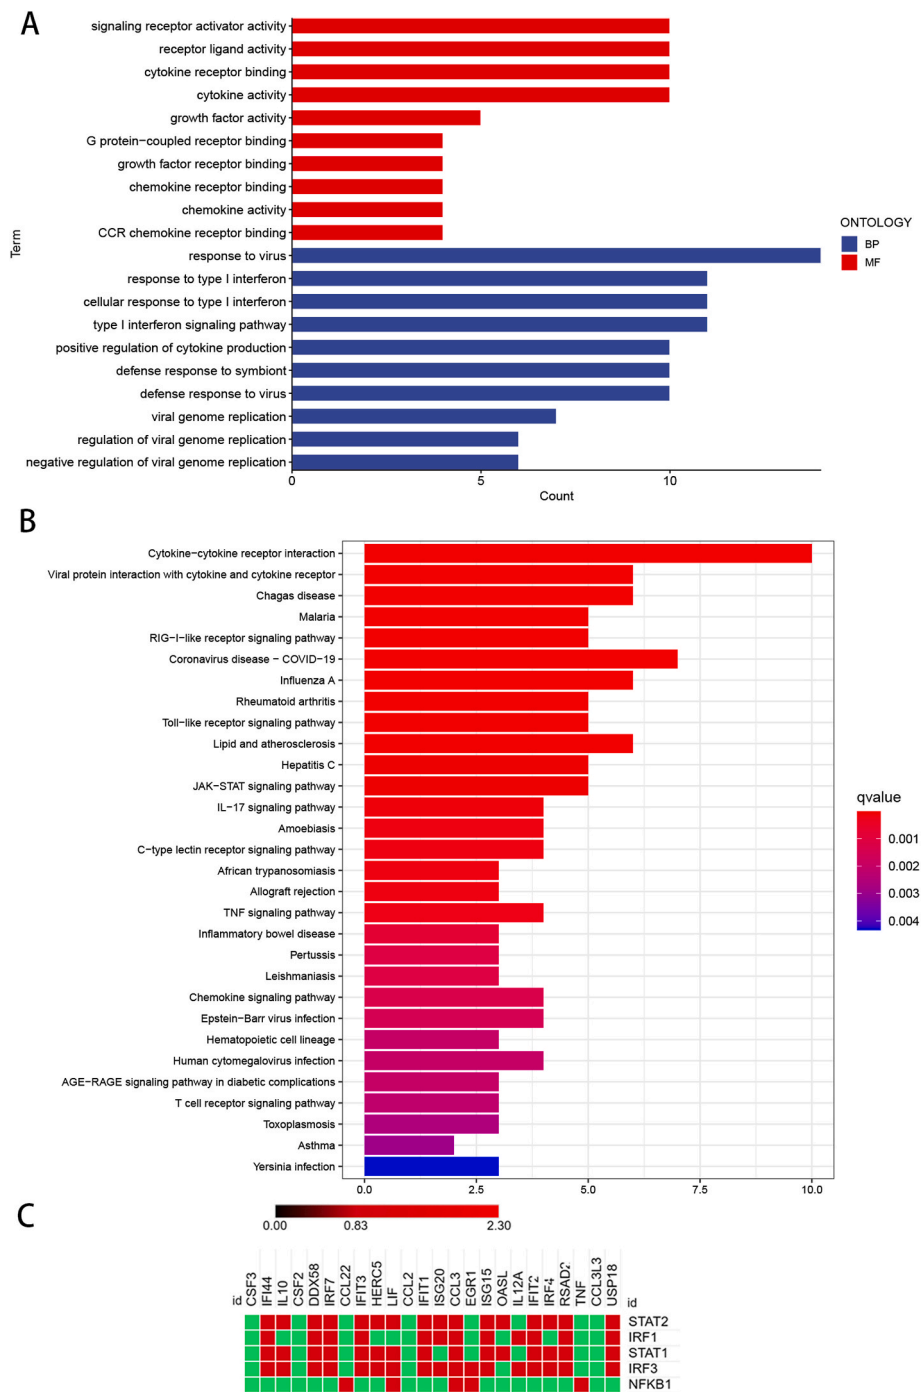 A
signaling receptor activator activity
receptor ligand activity
cytokine receptor binding
cytokine activity
growth factor activity
G protein−coupled receptor binding
growth factor receptor binding
chemokine receptor binding
chemokine activity
CCR chemokine receptor binding
response to virus
response to type I interferon
cellular response to type I interferon
type I interferon signaling pathway
positive regulation of cytokine production
defense response to symbiont
defense response to virus
viral genome replication
regulation of viral genome replication
negative regulation of viral genome replication
Term
0 5 10
Count
ONTOLOGY
BP
MF
B
Cytokine−cytokine receptor interaction
Viral protein interaction with cytokine and cytokine receptor
Chagas disease
Malaria
RIG−I−like receptor signaling pathway
Coronavirus disease − COVID−19
Influenza A
Rheumatoid arthritis
Toll−like receptor signaling pathway
Lipid and atherosclerosis
Hepatitis C
JAK−STAT signaling pathway
IL−17 signaling pathway
Amoebiasis
C−type lectin receptor signaling pathway
African trypanosomiasis
Allograft rejection
TNF signaling pathway
Inflammatory bowel disease
Pertussis
Leishmaniasis
Chemokine signaling pathway
Epstein−Barr virus infection
Hematopoietic cell lineage
Human cytomegalovirus infection
AGE−RAGE signaling pathway in diabetic complications
T cell receptor signaling pathway
Toxoplasmosis
Asthma
Yersinia infection
0.0 2.5 5.0 7.5 10.0
qvalue
0.001
0.002
0.003
0.004
C
0.00 0.83 2.30
id CSF3 IFI44 IL10 CSF2 DDX58 IRF7 CCL22 IFIT3 HERC5 LIF CCL2 IFIT1 ISG20 CCL3 EGR1 ISG15 OASL IL12A IFIT2 IRF4 RSAD2 TNF CCL3L3 USP18 id
STAT2
IRF1
STAT1
IRF3
NFKB1